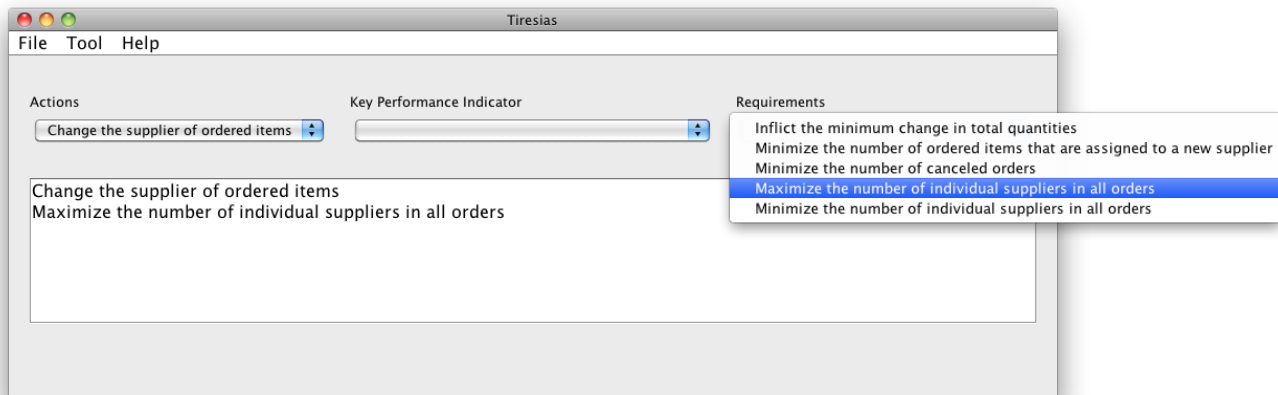 Tiresias
File Tool Help
Actions
Key Performance Indicator
Requirements
Change the supplier of ordered items
Inflict the minimum change in total quantities
Minimize the number of ordered items that are assigned to a new supplier
Minimize the number of canceled orders
Maximize the number of individual suppliers in all orders
Minimize the number of individual suppliers in all orders
Change the supplier of ordered items
Maximize the number of individual suppliers in all orders